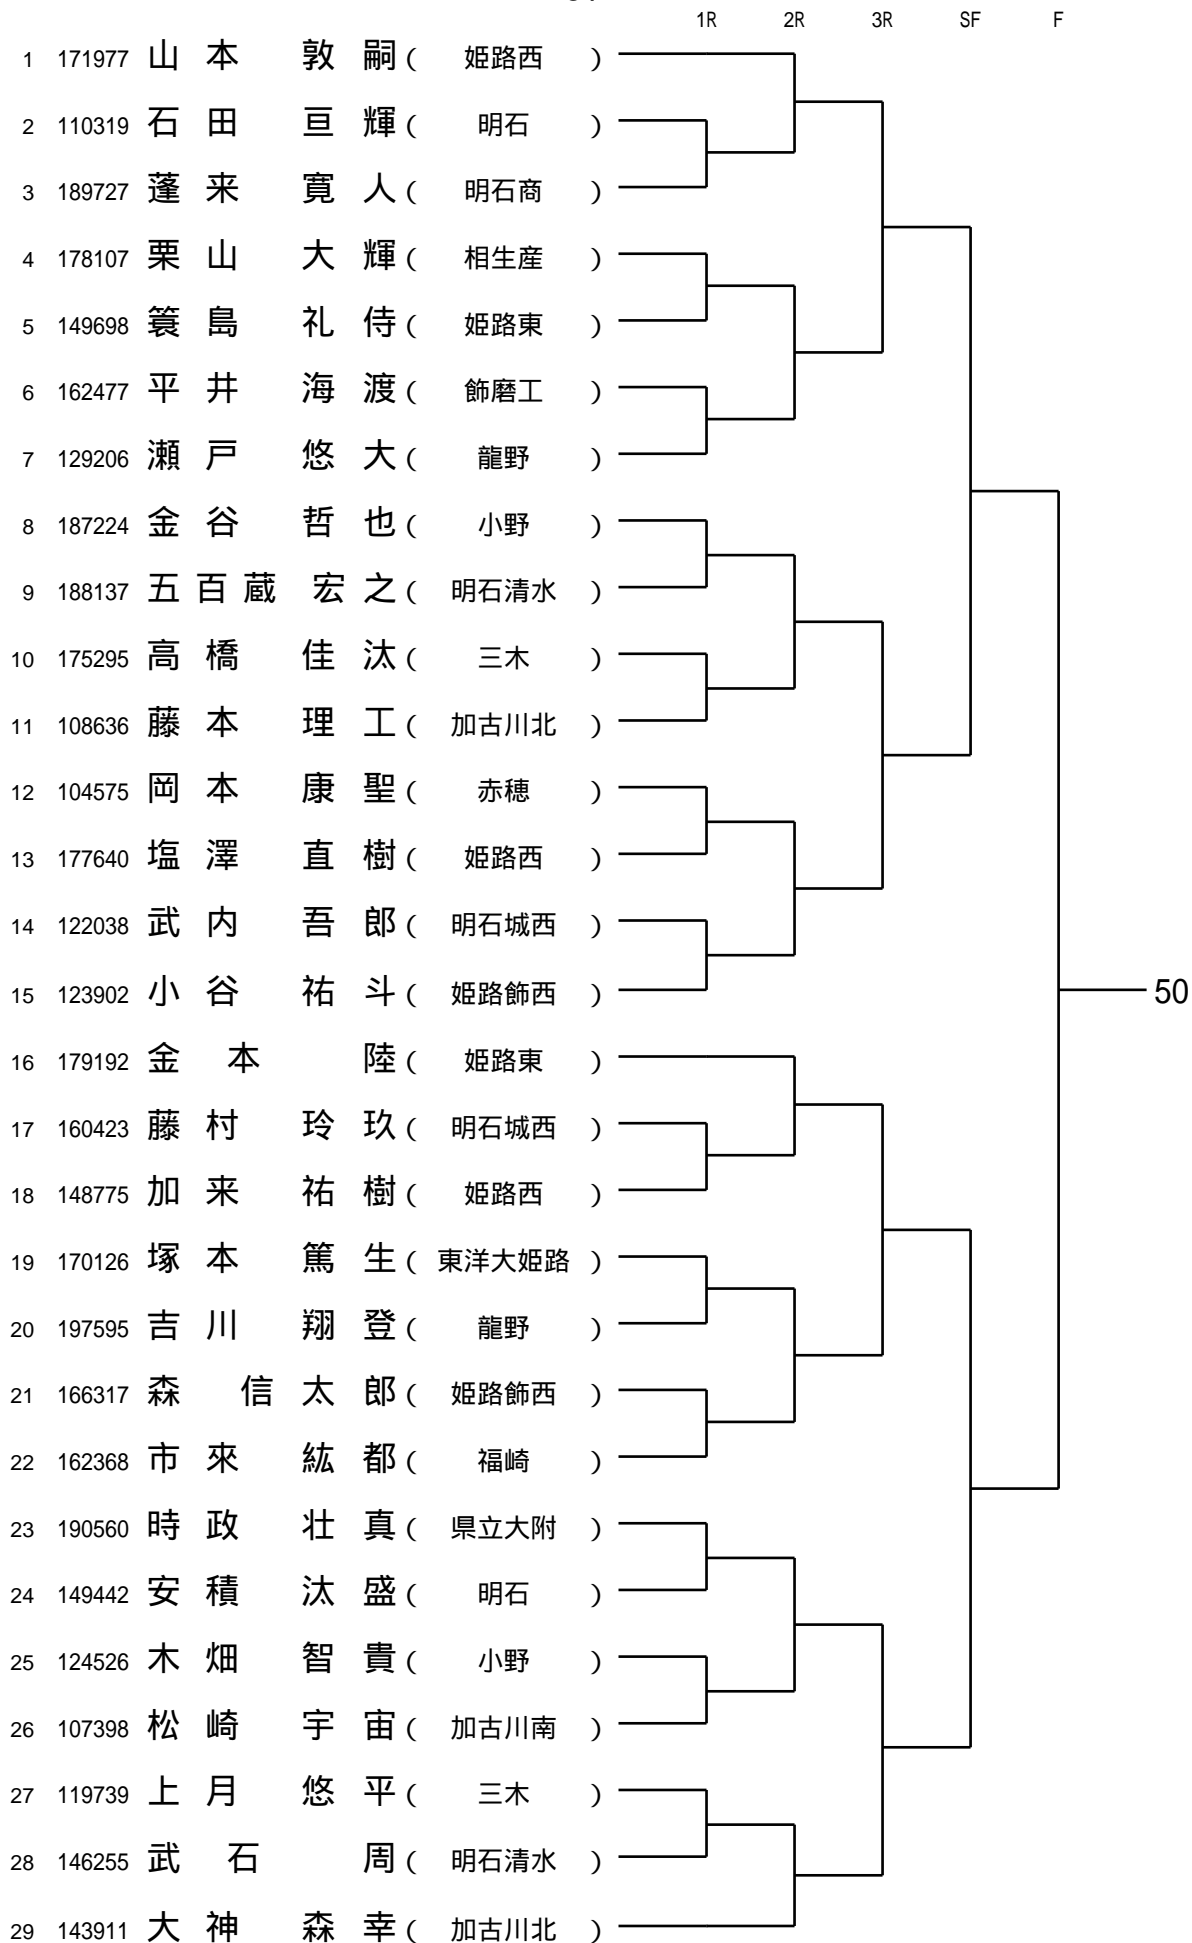 1R 2R 3R SF F
1 171977 山本 敦嗣 ( 姫路西 )
2 110319 石田 亘輝 ( 明石 )
3 189727 蓬来 寛人 ( 明石商 )
4 178107 栗山 大輝 ( 相生産 )
5 149698 簑島 礼侍 ( 姫路東 )
6 162477 平井 海渡 ( 飾磨工 )
7 129206 瀬戸 悠大 ( 龍野 )
8 187224 金谷 哲也 ( 小野 )
9 188137 五百蔵 宏之 ( 明石清水 )
10 175295 高橋 佳汰 ( 三木 )
11 108636 藤本 理工 ( 加古川北 )
12 104575 岡本 康聖 ( 赤穂 )
13 177640 塩澤 直樹 ( 姫路西 )
14 122038 武内 吾郎 ( 明石城西 )
15 123902 小谷 祐斗 ( 姫路飾西 )
50
16 179192 金本 陸 ( 姫路東 )
17 160423 藤村 玲玖 ( 明石城西 )
18 148775 加来 祐樹 ( 姫路西 )
19 170126 塚本 篤生 ( 東洋大姫路 )
20 197595 吉川 翔登 ( 龍野 )
21 166317 森 信太郎 ( 姫路飾西 )
22 162368 市來 紘都 ( 福崎 )
23 190560 時政 壮真 ( 県立大附 )
24 149442 安積 汰盛 ( 明石 )
25 124526 木畑 智貴 ( 小野 )
26 107398 松崎 宇宙 ( 加古川南 )
27 119739 上月 悠平 ( 三木 )
28 146255 武石 周 ( 明石清水 )
29 143911 大神 森幸 ( 加古川北 )